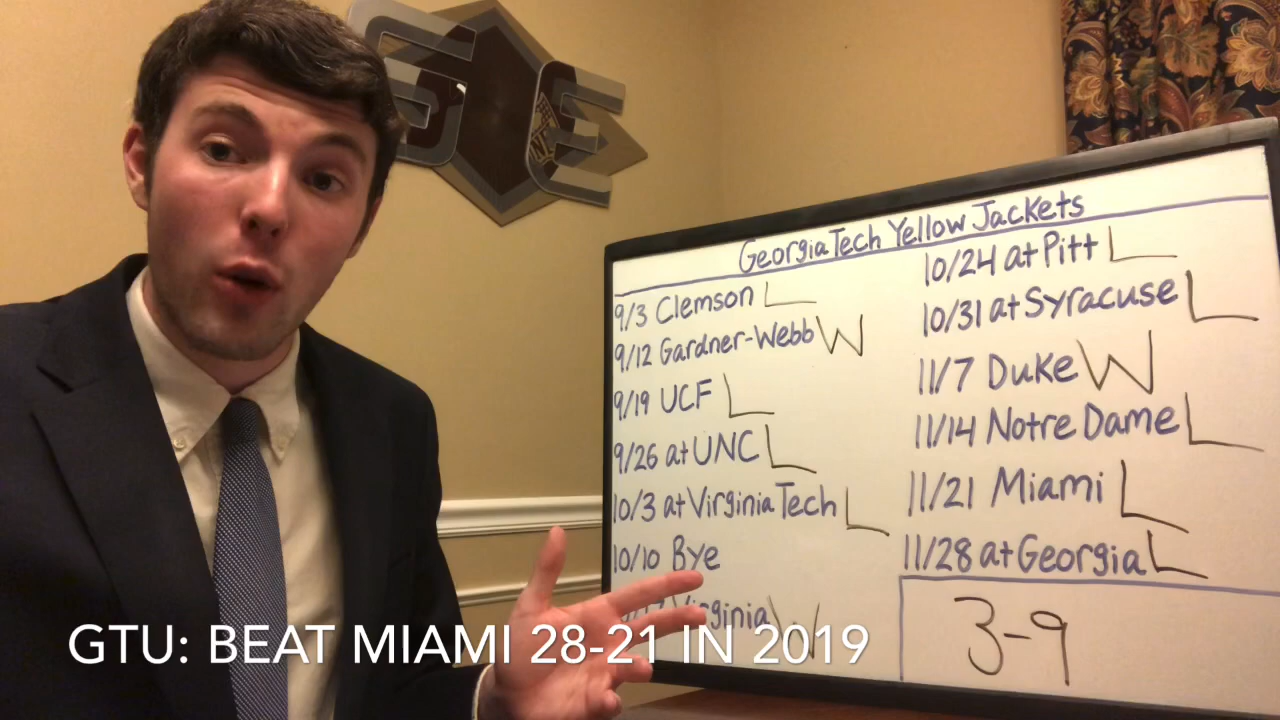 GE
Georgia Tech Yellow Jackets
9/3 Clemson L
9/12 Gardner-Webb W
9/19 UCF L
9/26 at UNC L
10/3 at Virginia Tech L
10/10 Bye
Virginia W
10/24 at Pitt L
10/31 at Syracuse L
11/7 Duke W
11/14 Notre Dame L
11/21 Miami L
11/28 at Georgia L
3-9
GTU: BEAT MIAMI 28-21 IN 2019